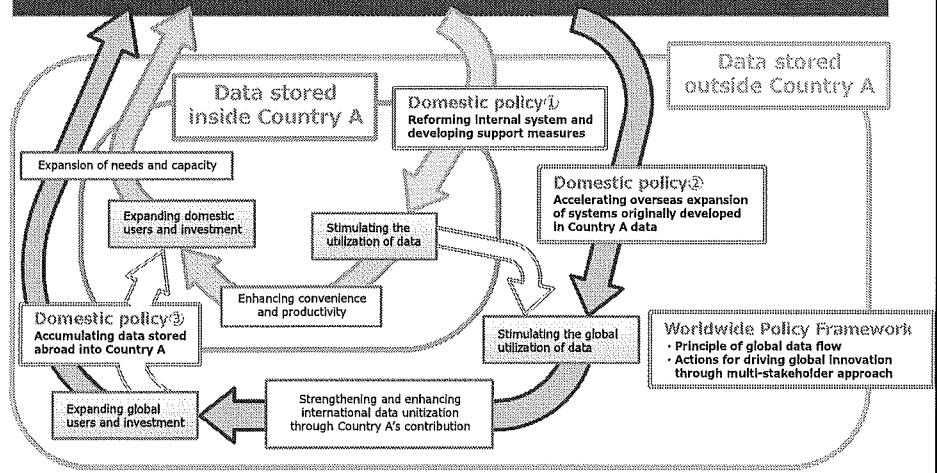 Data stored
outside Country A
Data stored
inside Country A
Domestic policy①
Reforming internal system and
developing support measures
Expansion of needs and capacity
Domestic policy②
Accelerating overseas expansion
of systems originally developed
in Country A data
Expanding domestic
users and investment
Stimulating the
utilization of data
Enhancing convenience
and productivity
Domestic policy③
Accumulating data stored
abroad into Country A
Stimulating the global
utilization of data
Worldwide Policy Framework
・Principle of global data flow
・Actions for driving global innovation
through multi-stakeholder approach
Expanding global
users and investment
Strengthening and enhancing
international data unitization
through Country A's contribution